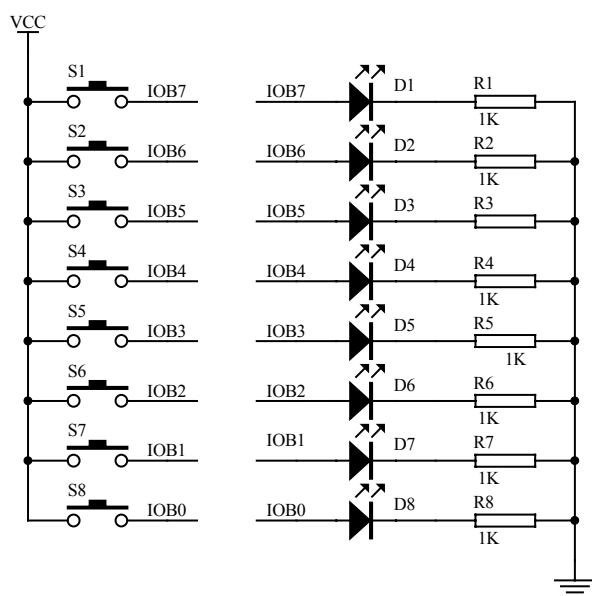 VCC
S1 IOB7 IOB7 D1 R1 1K
S2 IOB6 IOB6 D2 R2 1K
S3 IOB5 IOB5 D3 R3
S4 IOB4 IOB4 D4 R4 1K
S5 IOB3 IOB3 D5 R5 1K
S6 IOB2 IOB2 D6 R6 1K
S7 IOB1 IOB1 D7 R7 1K
S8 IOB0 IOB0 D8 R8 1K